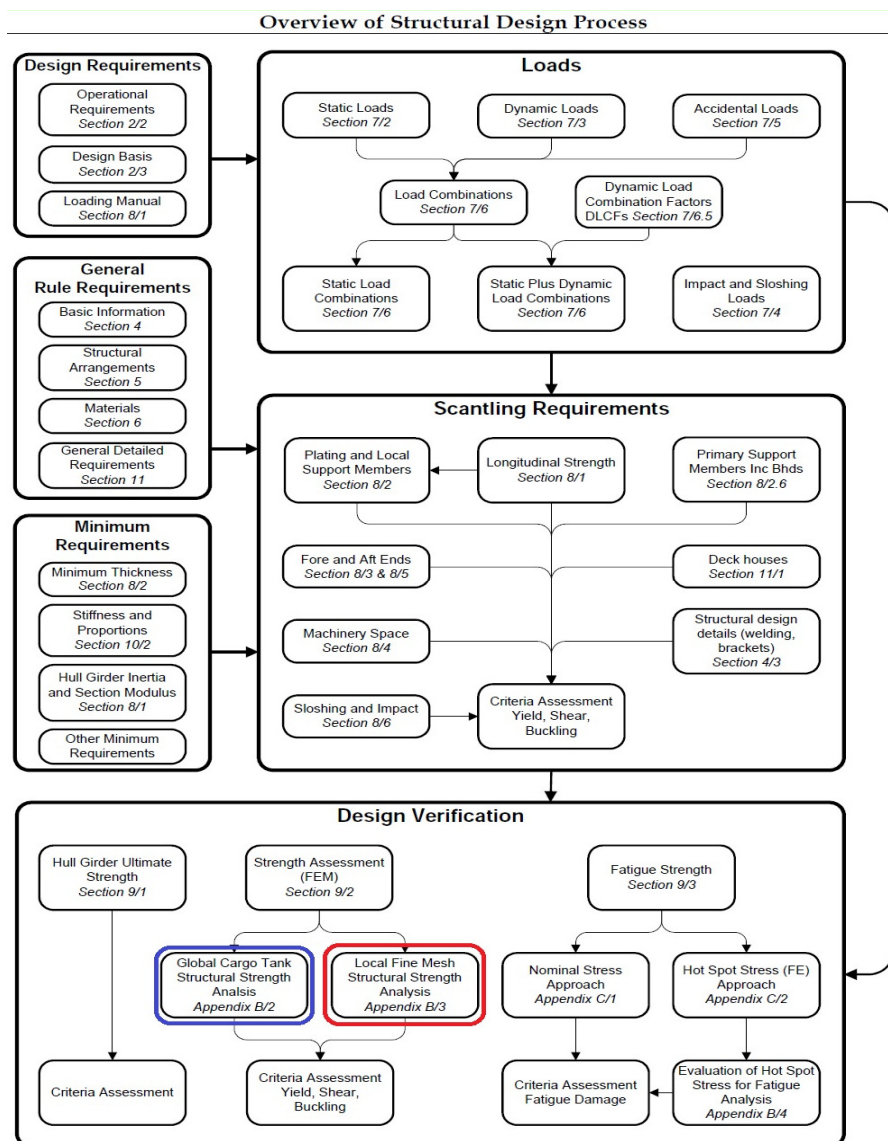 Overview of Structural Design Process
Design Requirements
Operational
Requirements
Section 2/2
Design Basis
Section 2/3
Loading Manual
Section 8/1
General
Rule Requirements
Basic Information
Section 4
Structural
Arrangements
Section 5
Materials
Section 6
General Detailed
Requirements
Section 11
Minimum
Requirements
Minimum Thickness
Section 8/2
Stiffness and
Proportions
Section 10/2
Hull Girder Inertia
and Section Modulus
Section 8/1
Other Minimum
Requirements
Loads
Static Loads
Section 7/2
Dynamic Loads
Section 7/3
Accidental Loads
Section 7/5
Load Combinations
Section 7/6
Dynamic Load
Combination Factors
DLCFs Section 7/6.5
Static Load
Combinations
Section 7/6
Static Plus Dynamic
Load Combinations
Section 7/6
Impact and Sloshing
Loads
Section 7/4
Scantling Requirements
Plating and Local
Support Members
Section 8/2
Longitudinal Strength
Section 8/1
Primary Support
Members Inc Bhds
Section 8/2.6
Fore and Aft Ends
Section 8/3 & 8/5
Deck houses
Section 11/1
Machinery Space
Section 8/4
Structural design
details (welding,
brackets)
Section 4/3
Sloshing and Impact
Section 8/6
Criteria Assessment
Yield, Shear,
Buckling
Design Verification
Hull Girder Ultimate
Strength
Section 9/1
Strength Assessment
(FEM)
Section 9/2
Fatigue Strength
Section 9/3
Global Cargo Tank
Structural Strength
Analsis
Appendix B/2
Local Fine Mesh
Structural Strength
Analysis
Appendix B/3
Nominal Stress
Approach
Appendix C/1
Hot Spot Stress (FE)
Approach
Appendix C/2
Criteria Assessment
Criteria Assessment
Yield, Shear,
Buckling
Criteria Assessment
Fatigue Damage
Evaluation of Hot Spot
Stress for Fatigue
Analysis
Appendix B/4